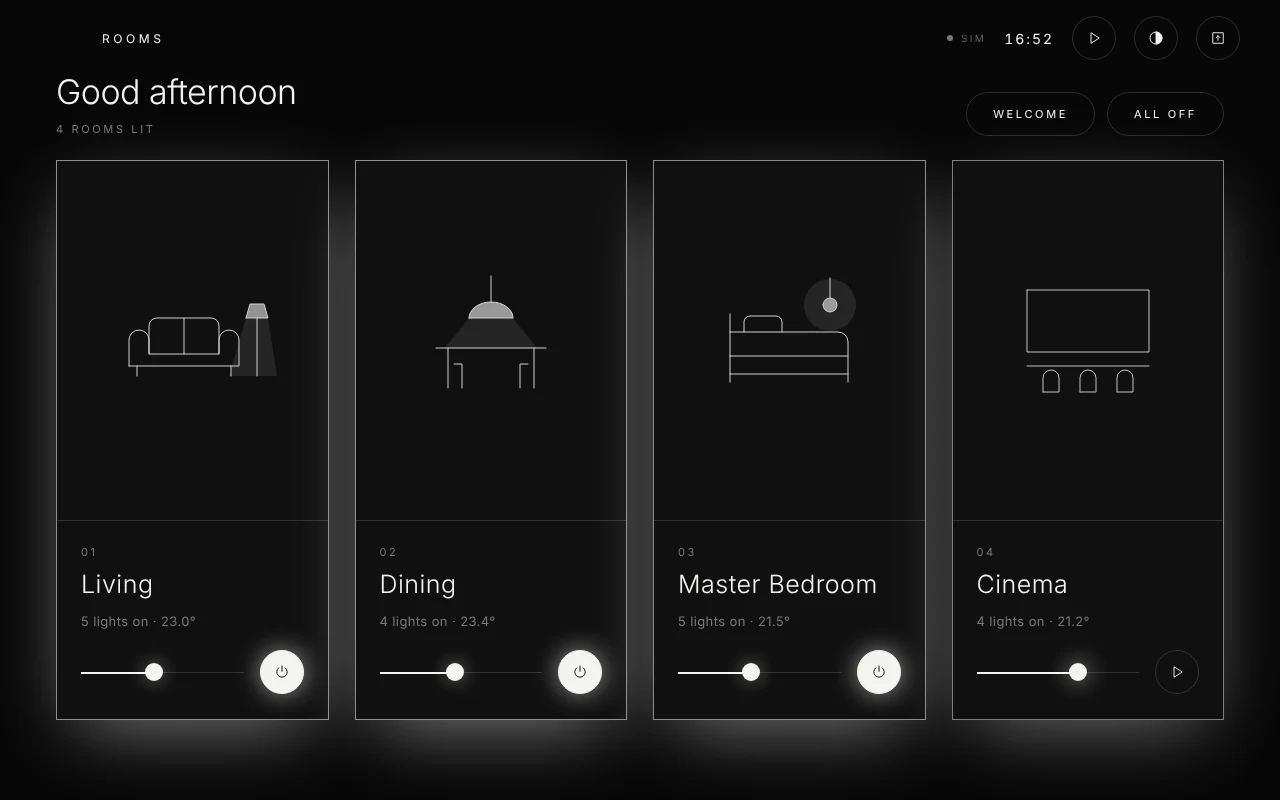 ROOMS
SIM 16:52
Good afternoon
4 ROOMS LIT
WELCOME
ALL OFF
01
Living
5 lights on · 23.0°
02
Dining
4 lights on · 23.4°
03
Master Bedroom
5 lights on · 21.5°
04
Cinema
4 lights on · 21.2°